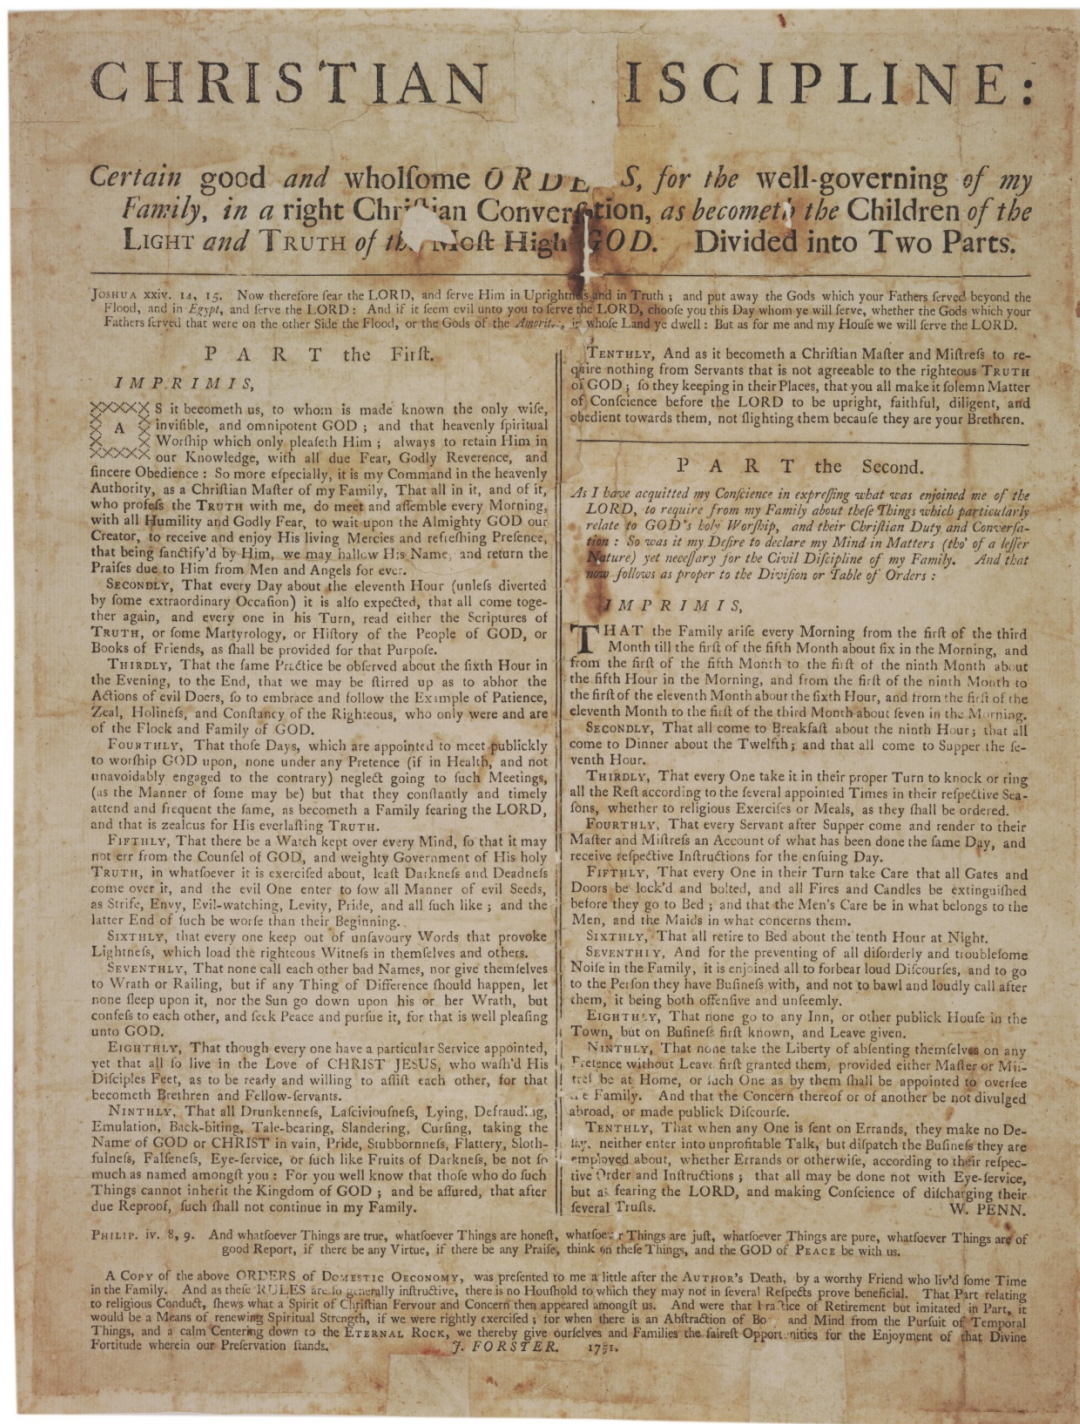 CHRISTIAN ISCIPLINE:
Certain good and wholſome ORDE S, for the well-governing of my
Family, in a right Chriſtian Converſation, as becometh the Children of the
LIGHT and TRUTH of the Moſt High GOD. Divided into Two Parts.
JOSHUA xxiv. 14, 15. Now therefore fear the LORD, and ſerve Him in Uprightneſs and in Truth; and put away the Gods which your Fathers ſerved beyond the
Flood, and in Egypt, and ſerve the LORD: And if it ſeem evil unto you to ſerve the LORD, chooſe you this Day whom ye will ſerve, whether the Gods which your
Fathers ſerved that were on the other Side the Flood, or the Gods of the Amorites, in whoſe Land ye dwell: But as for me and my Houſe we will ſerve the LORD.
PART the Firſt.
IMPRIMIS,
AS it becometh us, to whom is made known the only wiſe,
inviſible, and omnipotent GOD; and that heavenly ſpiritual
Worſhip which only pleaſeth Him; always to retain Him in
our Knowledge, with all due Fear, Godly Reverence, and
ſincere Obedience: So more eſpecially, it is my Command in the heavenly
Authority, as a Chriſtian Maſter of my Family, That all in it, and of it,
who profeſs the TRUTH with me, do meet and aſſemble every Morning,
with all Humility and Godly Fear, to wait upon the Almighty GOD our
Creator, to receive and enjoy His living Mercies and refreſhing Preſence,
that being ſanctify'd by Him, we may hallow His Name, and return the
Praiſes due to Him from Men and Angels for ever.
SECONDLY, That every Day about the eleventh Hour (unleſs diverted
by ſome extraordinary Occaſion) it is alſo expected, that all come toge-
ther again, and every one in his Turn, read either the Scriptures of
TRUTH, or ſome Martyrology, or Hiſtory of the People of GOD, or
Books of Friends, as ſhall be provided for that Purpoſe.
THIRDLY, That the ſame Practice be obſerved about the ſixth Hour in
the Evening, to the End, that we may be ſtirred up as to abhor the
Actions of evil Doers, ſo to embrace and follow the Example of Patience,
Zeal, Holineſs, and Conſtancy of the Righteous, who only were and are
of the Flock and Family of GOD.
FOURTHLY, That thoſe Days, which are appointed to meet publickly
to worſhip GOD upon, none under any Pretence (if in Health, and not
unavoidably engaged to the contrary) neglect going to ſuch Meetings,
(as the Manner of ſome may be) but that they conſtantly and timely
attend and frequent the ſame, as becometh a Family fearing the LORD,
and that is zealous for His everlaſting TRUTH.
FIFTHLY, That there be a Watch kept over every Mind, ſo that it may
not err from the Counſel of GOD, and weighty Government of His holy
TRUTH, in whatſoever it is exerciſed about, leaſt Darkneſs and Deadneſs
come over it, and the evil One enter to ſow all Manner of evil Seeds,
as Strife, Envy, Evil-watching, Levity, Pride, and all ſuch like; and the
latter End of ſuch be worſe than their Beginning.
SIXTHLY, that every one keep out of unſavoury Words that provoke
Lightneſs, which load the righteous Witneſs in themſelves and others.
SEVENTHLY, That none call each other bad Names, nor give themſelves
to Wrath or Railing, but if any Thing of Difference ſhould happen, let
none ſleep upon it, nor the Sun go down upon his or her Wrath, but
confeſs to each other, and ſeek Peace and purſue it, for that is well pleaſing
unto GOD.
EIGHTHLY, That though every one have a particular Service appointed,
yet that all ſo live in the Love of CHRIST JESUS, who waſh'd His
Diſciples Feet, as to be ready and willing to aſſiſt each other, for that
becometh Brethren and Fellow-ſervants.
NINTHLY, That all Drunkenneſs, Laſciviouſneſs, Lying, Defrauding,
Emulation, Back-biting, Tale-bearing, Slandering, Curſing, taking the
Name of GOD or CHRIST in vain, Pride, Stubbornneſs, Flattery, Sloth-
fulneſs, Falſeneſs, Eye-ſervice, or ſuch like Fruits of Darkneſs, be not ſo
much as named amongſt you: For you well know that thoſe who do ſuch
Things cannot inherit the Kingdom of GOD; and be aſſured, that after
due Reproof, ſuch ſhall not continue in my Family.
TENTHLY, And as it becometh a Chriſtian Maſter and Miſtreſs to re-
quire nothing from Servants that is not agreeable to the righteous TRUTH
of GOD; ſo they keeping in their Places, that you all make it ſolemn Matter
of Conſcience before the LORD to be upright, faithful, diligent, and
obedient towards them, not ſlighting them becauſe they are your Brethren.
PART the Second.
As I have acquitted my Conſcience in expreſſing what was enjoined me of the
LORD, to require from my Family about theſe Things which particularly
relate to GOD's holy Worſhip, and their Chriſtian Duty and Converſa-
tion: So was it my Deſire to declare my Mind in Matters (tho' of a leſſer
Nature) yet neceſſary for the Civil Diſcipline of my Family. And that
now follows as proper to the Diviſion or Table of Orders:
IMPRIMIS,
THAT the Family ariſe every Morning from the firſt of the third
Month till the firſt of the fifth Month about ſix in the Morning, and
from the firſt of the fifth Month to the firſt of the ninth Month about
the fifth Hour in the Morning, and from the firſt of the ninth Month to
the firſt of the eleventh Month about the ſixth Hour, and from the firſt of the
eleventh Month to the firſt of the third Month about ſeven in the Morning.
SECONDLY, That all come to Breakfaſt about the ninth Hour; that all
come to Dinner about the Twelfth; and that all come to Supper the ſe-
venth Hour.
THIRDLY, That every One take it in their proper Turn to knock or ring
all the Reſt according to the ſeveral appointed Times in their reſpective Sea-
ſons, whether to religious Exerciſes or Meals, as they ſhall be ordered.
FOURTHLY, That every Servant after Supper come and render to their
Maſter and Miſtreſs an Account of what has been done the ſame Day, and
receive reſpective Inſtructions for the enſuing Day.
FIFTHLY, That every One in their Turn take Care that all Gates and
Doors be lock'd and bolted, and all Fires and Candles be extinguiſhed
before they go to Bed; and that the Men's Care be in what belongs to the
Men, and the Maids in what concerns them.
SIXTHLY, That all retire to Bed about the tenth Hour at Night.
SEVENTHLY, And for the preventing of all diſorderly and troubleſome
Noiſe in the Family, it is enjoined all to forbear loud Diſcourſes, and to go
to the Perſon they have Buſineſs with, and not to bawl and loudly call after
them, it being both offenſive and unſeemly.
EIGHTHLY, That none go to any Inn, or other publick Houſe in the
Town, but on Buſineſs firſt known, and Leave given.
NINTHLY, That none take the Liberty of abſenting themſelves on any
Pretence without Leave firſt granted them, provided either Maſter or Miſ-
treſs be at Home, or ſuch One as by them ſhall be appointed to overſee
the Family. And that the Concern thereof or of another be not divulged
abroad, or made publick Diſcourſe.
TENTHLY, That when any One is ſent on Errands, they make no De-
lay, neither enter into unprofitable Talk, but diſpatch the Buſineſs they are
employed about, whether Errands or otherwiſe, according to their reſpec-
tive Order and Inſtructions; that all may be done not with Eye-ſervice,
but as fearing the LORD, and making Conſcience of diſcharging their
ſeveral Truſts. W. PENN.
PHILIP. iv. 8, 9. And whatſoever Things are true, whatſoever Things are honeſt, whatſoever Things are juſt, whatſoever Things are pure, whatſoever Things are of
good Report, if there be any Virtue, if there be any Praiſe, think on theſe Things, and the GOD of PEACE be with us.
A COPY of the above ORDERS of DOMESTIC OECONOMY, was preſented to me a little after the AUTHOR'S Death, by a worthy Friend who liv'd ſome Time
in the Family. And as theſe RULES are ſo generally inſtructive, there is no Houſhold to which they may not in ſeveral Reſpects prove beneficial. That Part relating
to religious Conduct, ſhews what a Spirit of Chriſtian Fervour and Concern then appeared amongſt us. And were that Practice of Retirement but imitated in Part, it
would be a Means of renewing Spiritual Strength, if we were rightly exerciſed; for when there is an Abſtraction of Bo and Mind from the Purſuit of Temporal
Things, and a calm Centering down to the ETERNAL ROCK, we thereby give ourſelves and Families the faireſt Opportunities for the Enjoyment of that Divine
Fortitude wherein our Preſervation ſtands. J. FORSTER. 1751.